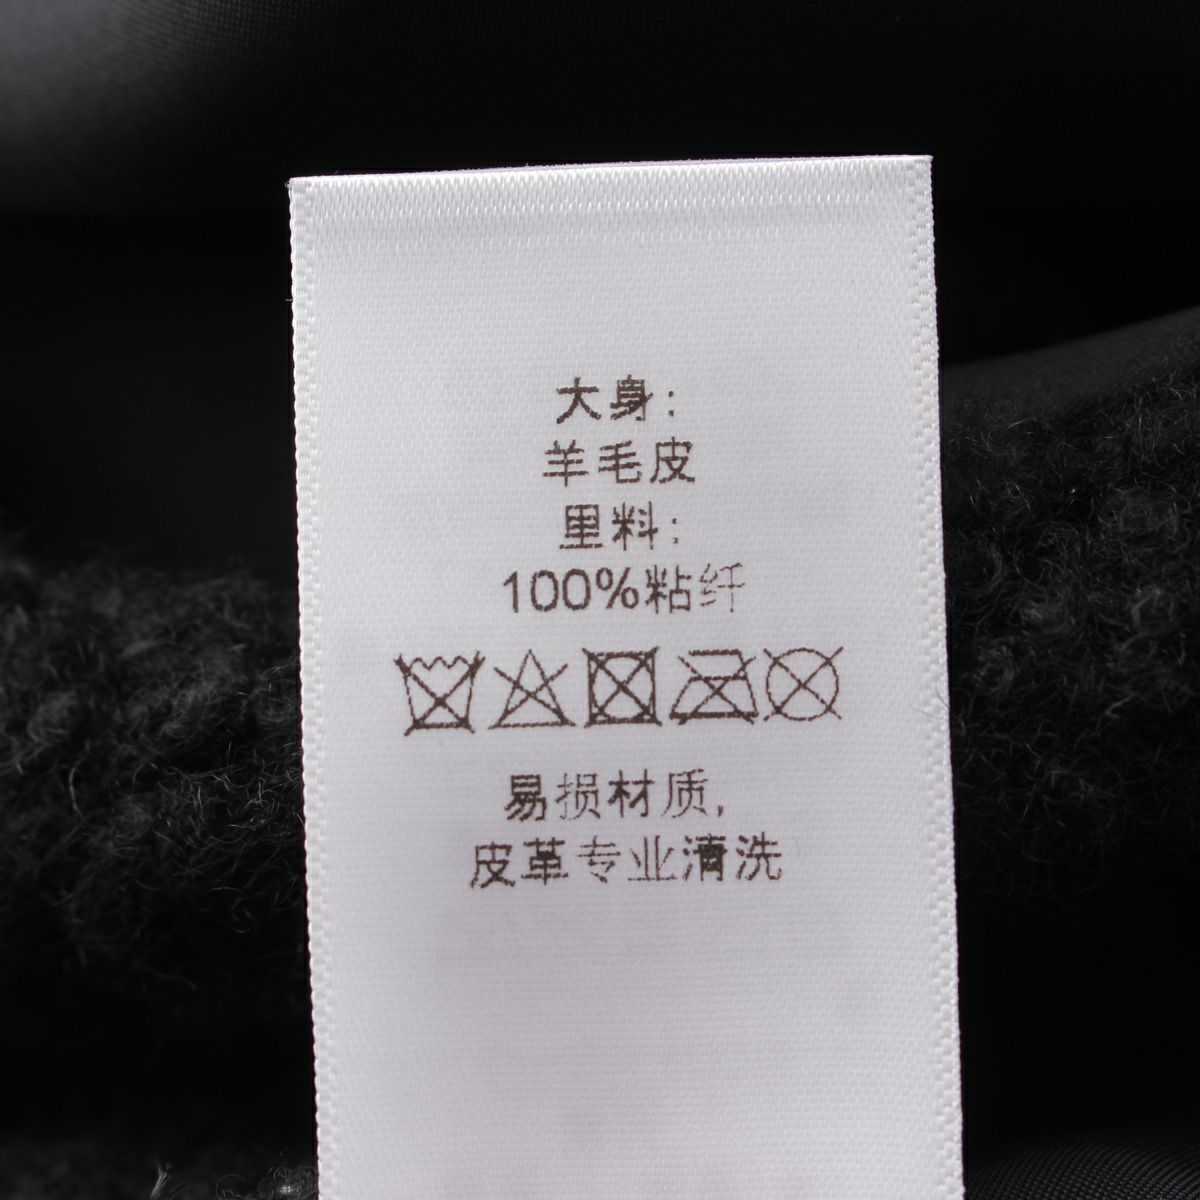 大身:
羊毛皮
里料:
100%粘纤
易损材质,
皮革专业清洗